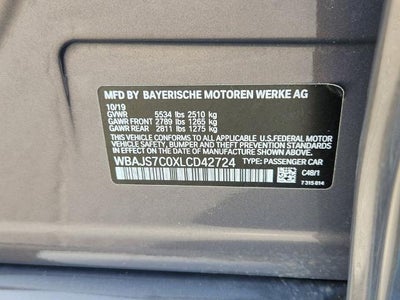 MFD BY BAYERISCHE MOTOREN WERKE AG
10/19
GVWR 5534 lbs 2510 kg
GAWR FRONT 2789 lbs 1265 kg
GAWR REAR 2811 lbs 1275 kg
THIS VEHICLE CONFORMS TO ALL APPLICABLE U.S.FEDERAL MOTOR
VEHICLE SAFETY, BUMPER AND THEFT PREVENTION STANDARDS
IN EFFECT ON THE DATE OF MANUFACTURE SHOWN ABOVE.
WBAJS7C0XLCD42724 TYPE: PASSENGER CAR
C48/1
7 315 814